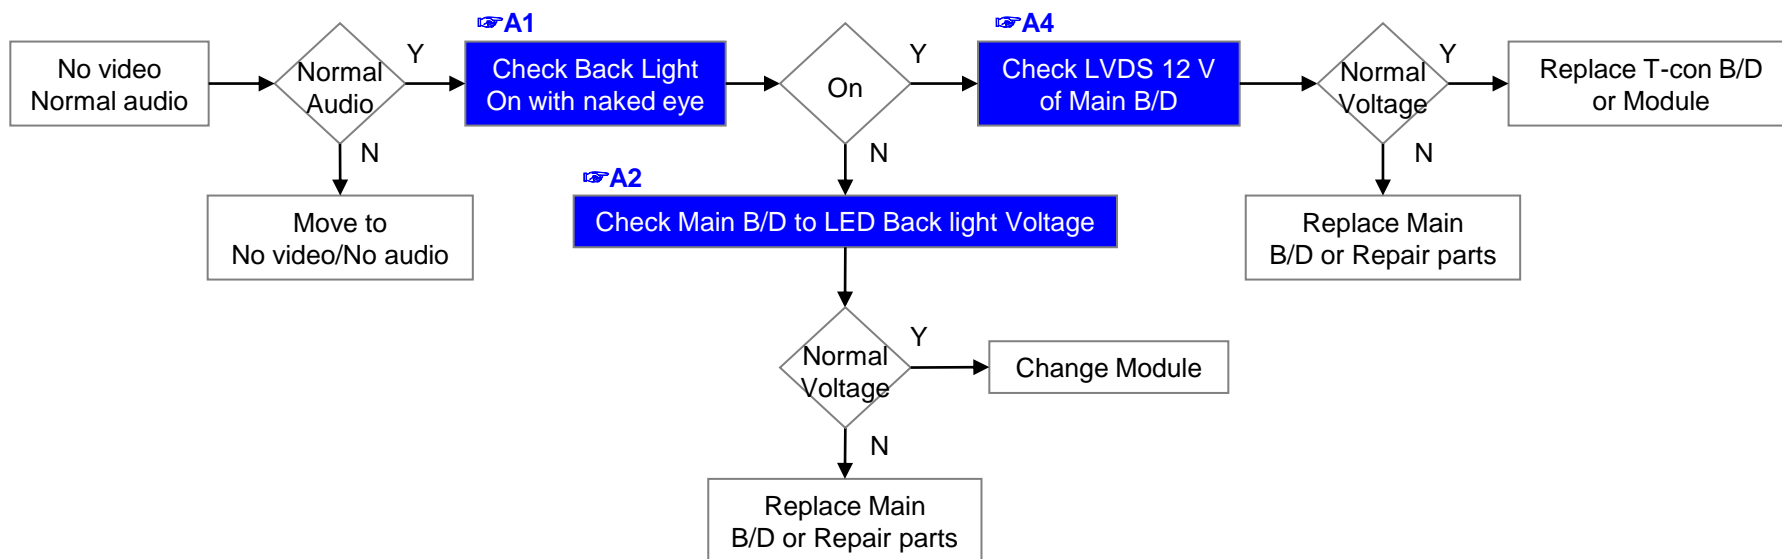 ☞A1
☞A4
No video
Normal audio
Normal
Audio
Y
Check Back Light
On with naked eye
On
Y
Check LVDS 12 V
of Main B/D
Normal
Voltage
Y
Replace T-con B/D
or Module
N
N
N
☞A2
Move to
No video/No audio
Check Main B/D to LED Back light Voltage
Replace Main
B/D or Repair parts
Normal
Voltage
Y
Change Module
N
Replace Main
B/D or Repair parts